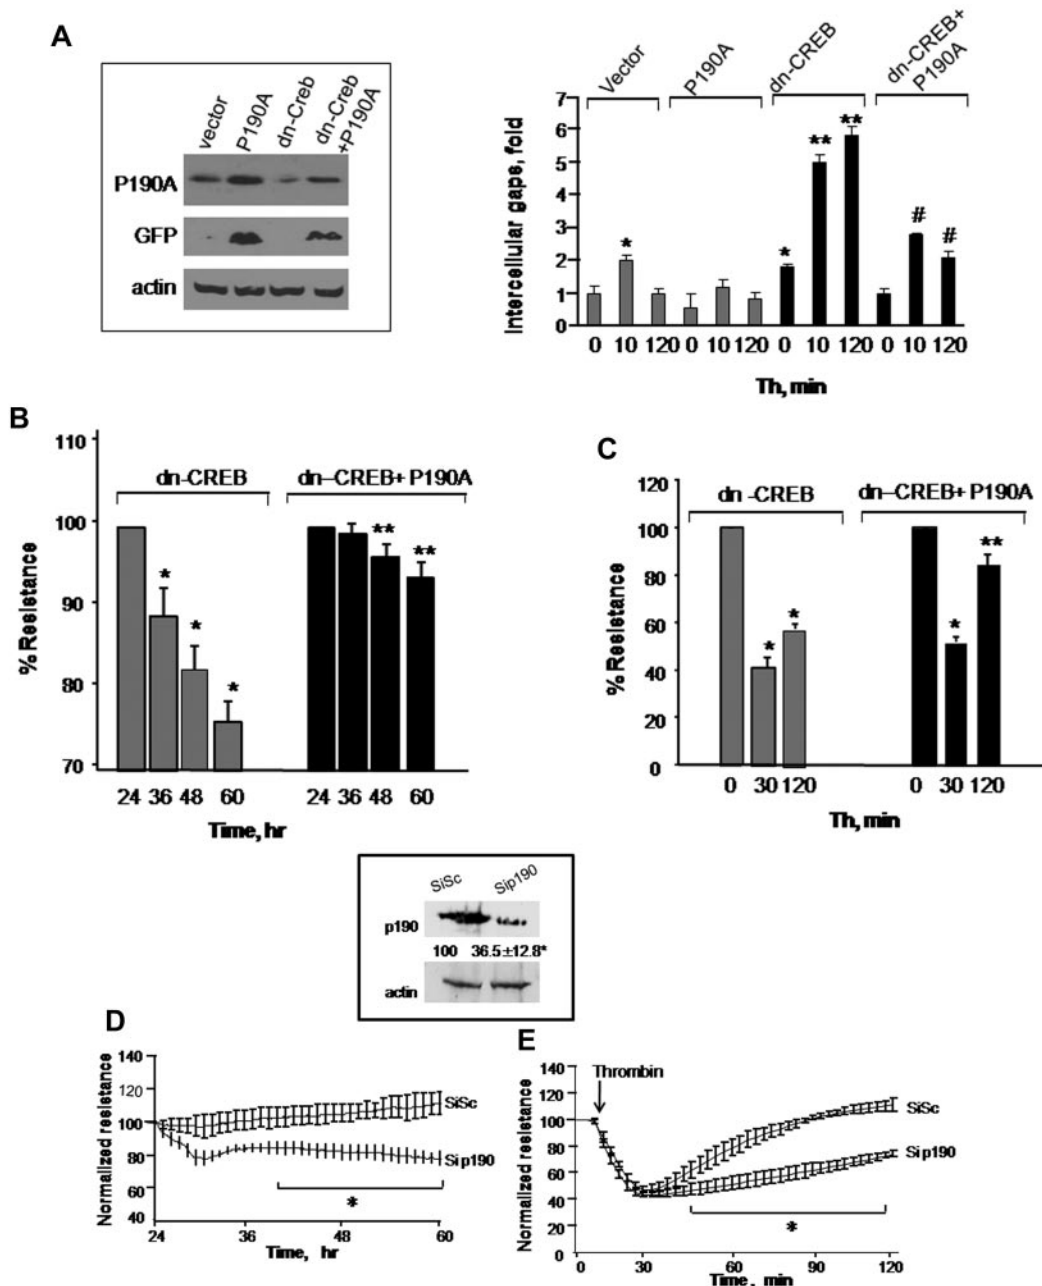 A
vector
P190A
dn-Creb
dn-Creb
+P190A
P190A
GFP
actin
Vector
P190A
dn-CREB
dn-CREB+
P190A
Intercellular gaps, fold
7
6
5
4
3
2
1
0
*
*
**
**
#
#
0 10 120 0 10 120 0 10 120 0 10 120
Th, min
B
110
100
90
80
70
% Resistance
dn-CREB
dn–CREB+ P190A
*
*
*
**
**
24 36 48 60 24 36 48 60
Time, hr
C
120
100
80
60
40
20
0
% Resistance
dn -CREB
dn–CREB+ P190A
*
*
*
**
0 30 120 0 30 120
Th, min
SiSc
Sip190
p190
100 36.5±12.8*
actin
D
Normalized resistance
140
120
100
80
60
40
SiSc
Sip190
*
24 36 48 60
Time, hr
E
Normalized resistance
140
120
100
80
60
40
20
0
Thrombin
SiSc
Sip190
*
0 30 60 90 120
Time, min